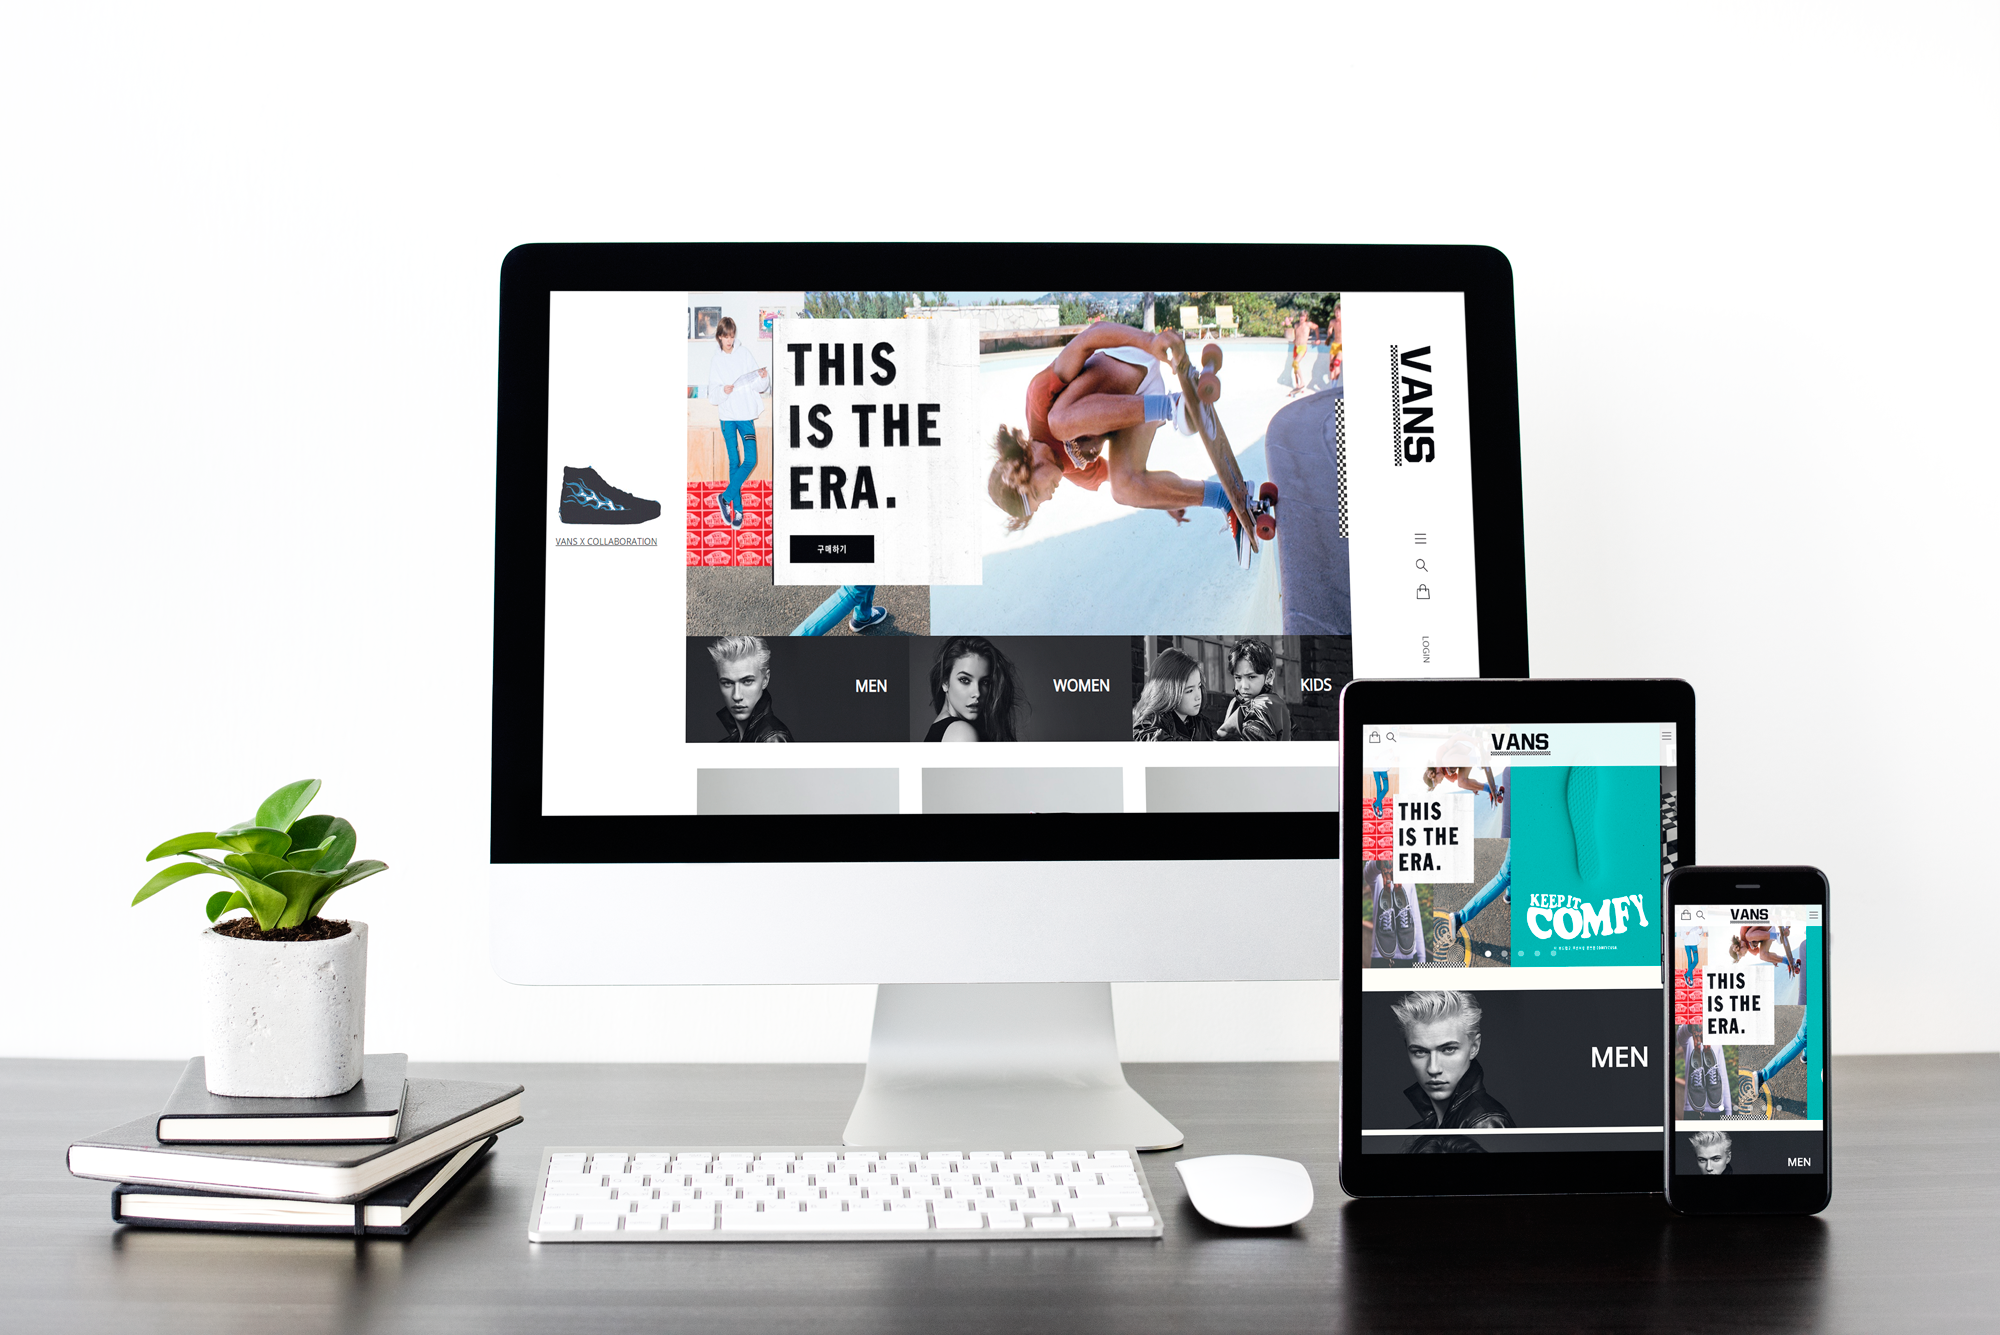 THIS
IS THE
ERA.
구매하기
VANS X COLLABORATION
VANS
LOGIN
MEN
WOMEN
KIDS
VANS
THIS
IS THE
ERA.
KEEP IT
COMFY
MEN
VANS
THIS
IS THE
ERA.
MEN